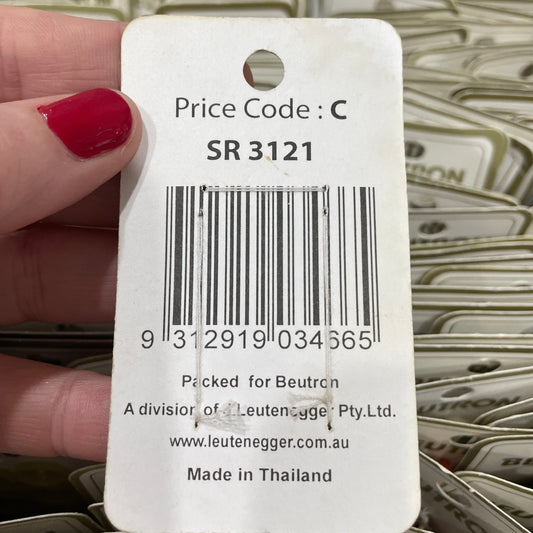 Price Code : C
SR 3121
9 312919 034665
Packed for Beutron
A division of J Leutenegger Pty.Ltd.
www.leutenegger.com.au
Made in Thailand
BEUTRON